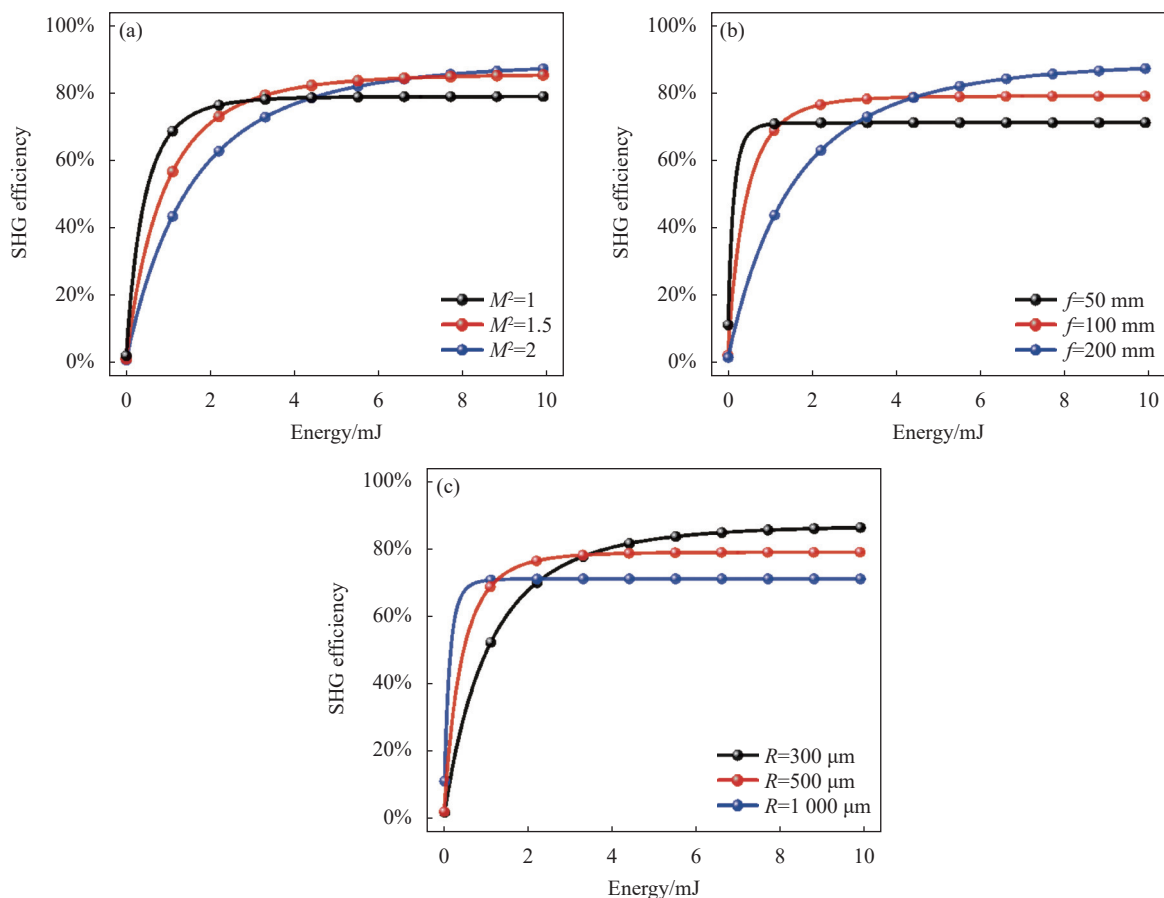 (a)
100%
80%
60%
40%
20%
0%
SHG efficiency
M²=1
M²=1.5
M²=2
0 2 4 6 8 10
Energy/mJ
(b)
100%
80%
60%
40%
20%
0%
SHG efficiency
f=50 mm
f=100 mm
f=200 mm
0 2 4 6 8 10
Energy/mJ
(c)
100%
80%
60%
40%
20%
0%
SHG efficiency
R=300 μm
R=500 μm
R=1 000 μm
0 2 4 6 8 10
Energy/mJ